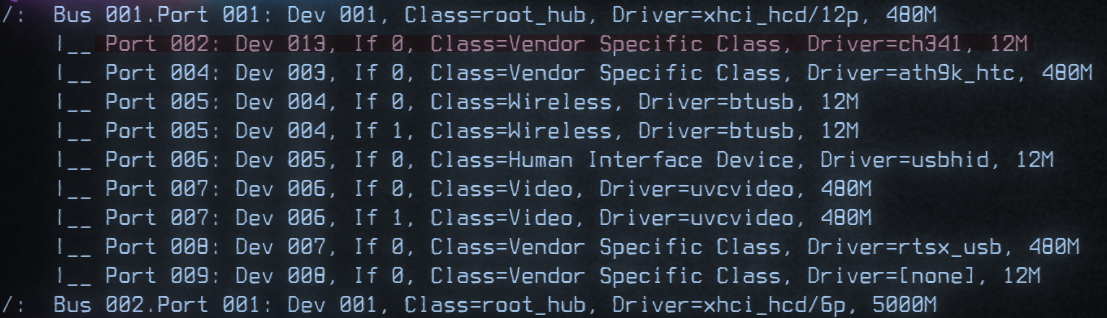 /:  Bus 001.Port 001: Dev 001, Class=root_hub, Driver=xhci_hcd/12p, 480M
    |__ Port 002: Dev 013, If 0, Class=Vendor Specific Class, Driver=ch341, 12M
    |__ Port 004: Dev 003, If 0, Class=Vendor Specific Class, Driver=ath9k_htc, 480M
    |__ Port 005: Dev 004, If 0, Class=Wireless, Driver=btusb, 12M
    |__ Port 005: Dev 004, If 1, Class=Wireless, Driver=btusb, 12M
    |__ Port 006: Dev 005, If 0, Class=Human Interface Device, Driver=usbhid, 12M
    |__ Port 007: Dev 006, If 0, Class=Video, Driver=uvcvideo, 480M
    |__ Port 007: Dev 006, If 1, Class=Video, Driver=uvcvideo, 480M
    |__ Port 008: Dev 007, If 0, Class=Vendor Specific Class, Driver=rtsx_usb, 480M
    |__ Port 009: Dev 008, If 0, Class=Vendor Specific Class, Driver=[none], 12M
/:  Bus 002.Port 001: Dev 001, Class=root_hub, Driver=xhci_hcd/6p, 5000M